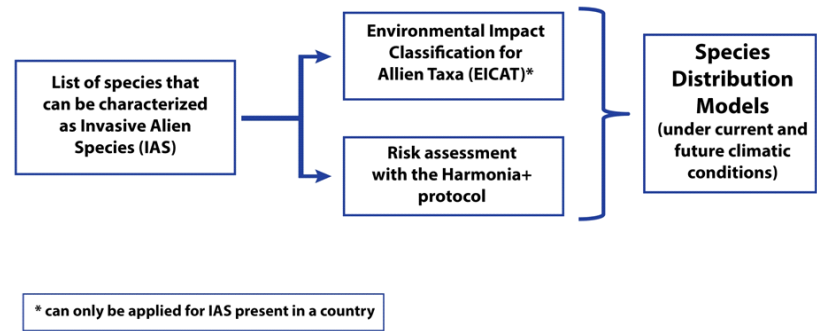 List of species that
can be characterized
as Invasive Alien
Species (IAS)
Environmental Impact
Classification for
Allien Taxa (EICAT)*
Risk assessment
with the Harmonia+
protocol
Species
Distribution
Models
(under current and
future climatic
conditions)
* can only be applied for IAS present in a country